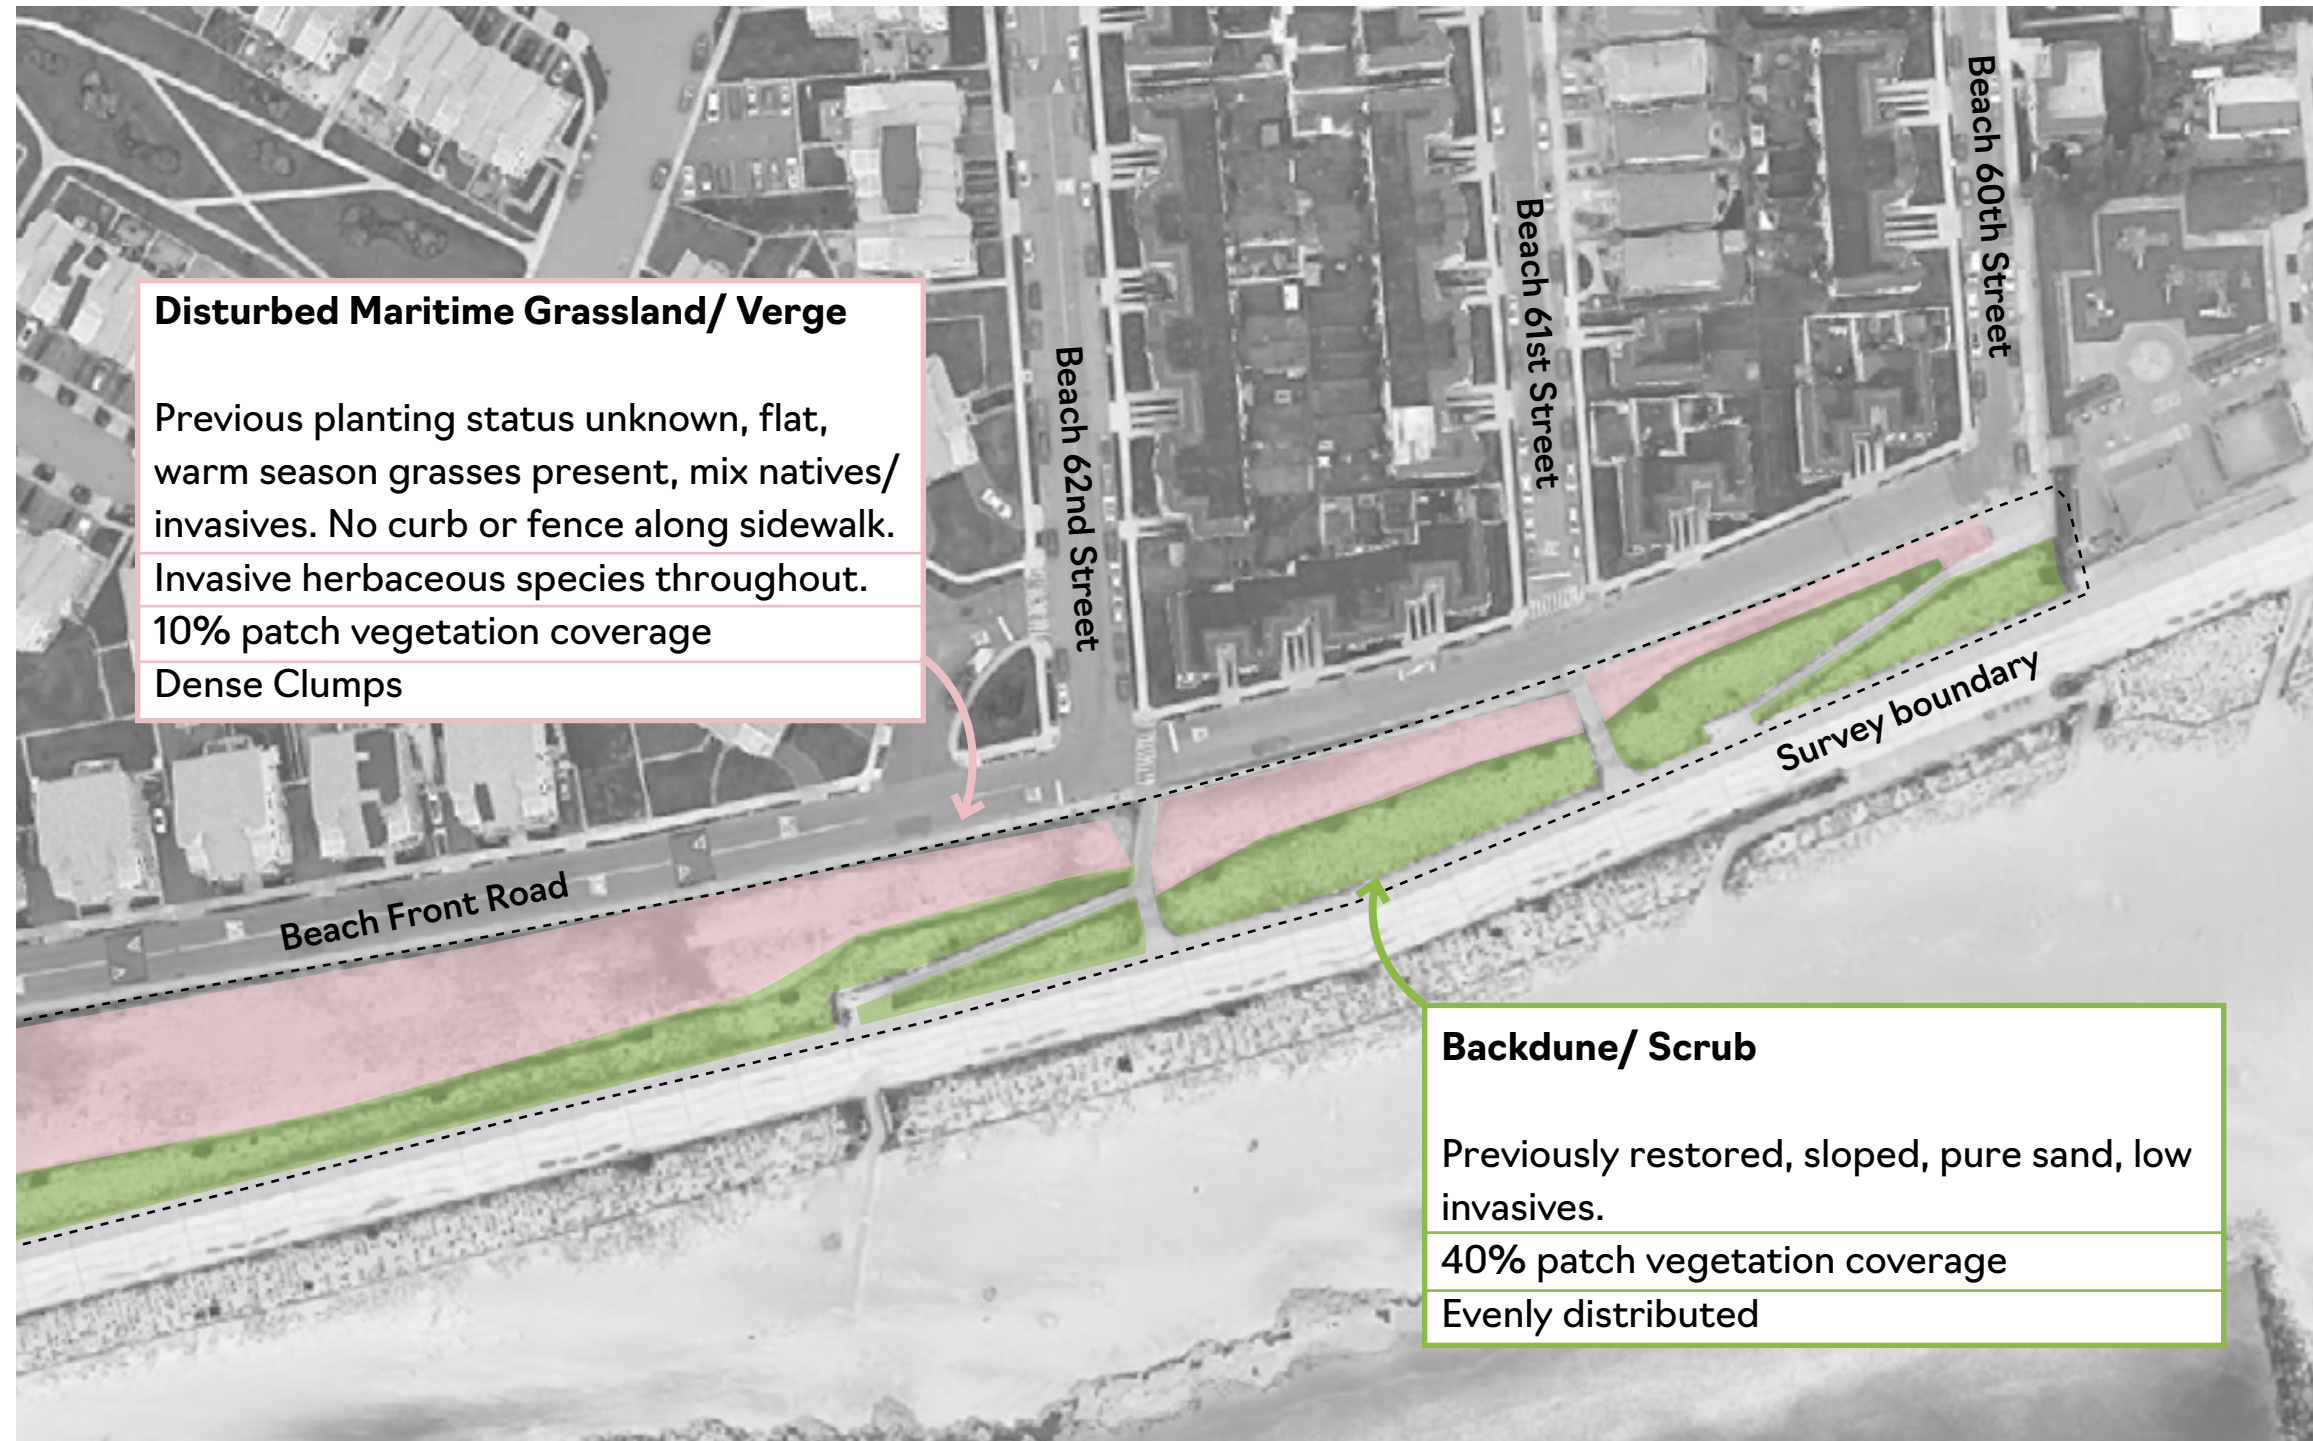 Beach 60th Street
Beach 61st Street
Beach 62nd Street
Disturbed Maritime Grassland/ Verge
Previous planting status unknown, flat,
warm season grasses present, mix natives/
invasives. No curb or fence along sidewalk.
Invasive herbaceous species throughout.
10% patch vegetation coverage
Dense Clumps
Survey boundary
Beach Front Road
Backdune/ Scrub
Previously restored, sloped, pure sand, low
invasives.
40% patch vegetation coverage
Evenly distributed